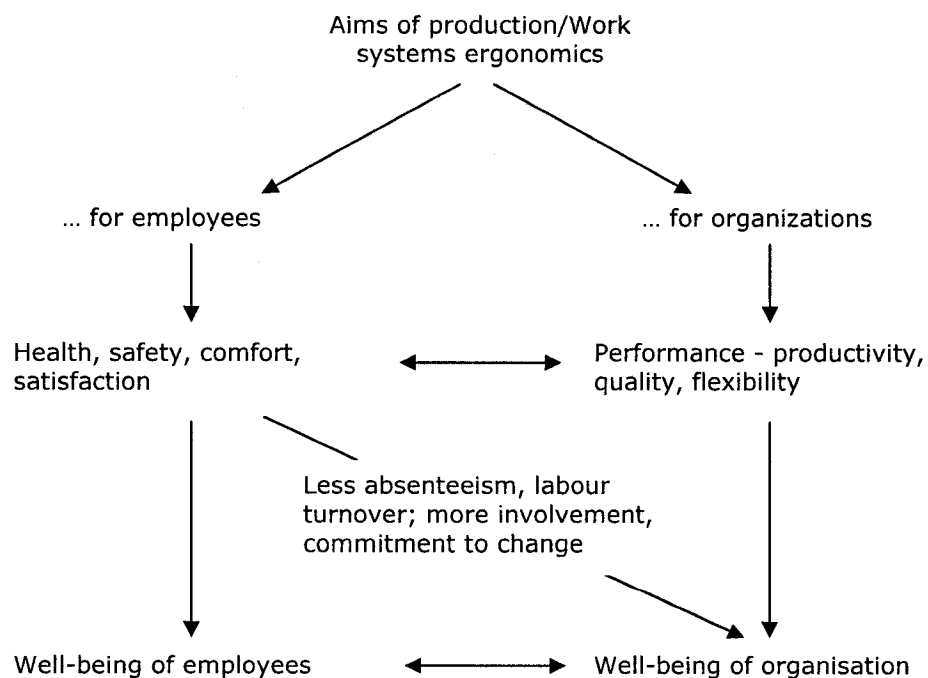 Aims of production/Work
systems ergonomics
... for employees
... for organizations
Health, safety, comfort,
satisfaction
Performance - productivity,
quality, flexibility
Less absenteeism, labour
turnover; more involvement,
commitment to change
Well-being of employees
Well-being of organisation